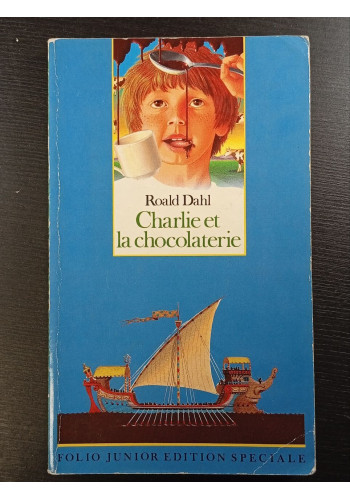 Roald Dahl
Charlie et
la chocolaterie
FOLIO JUNIOR EDITION SPECIALE